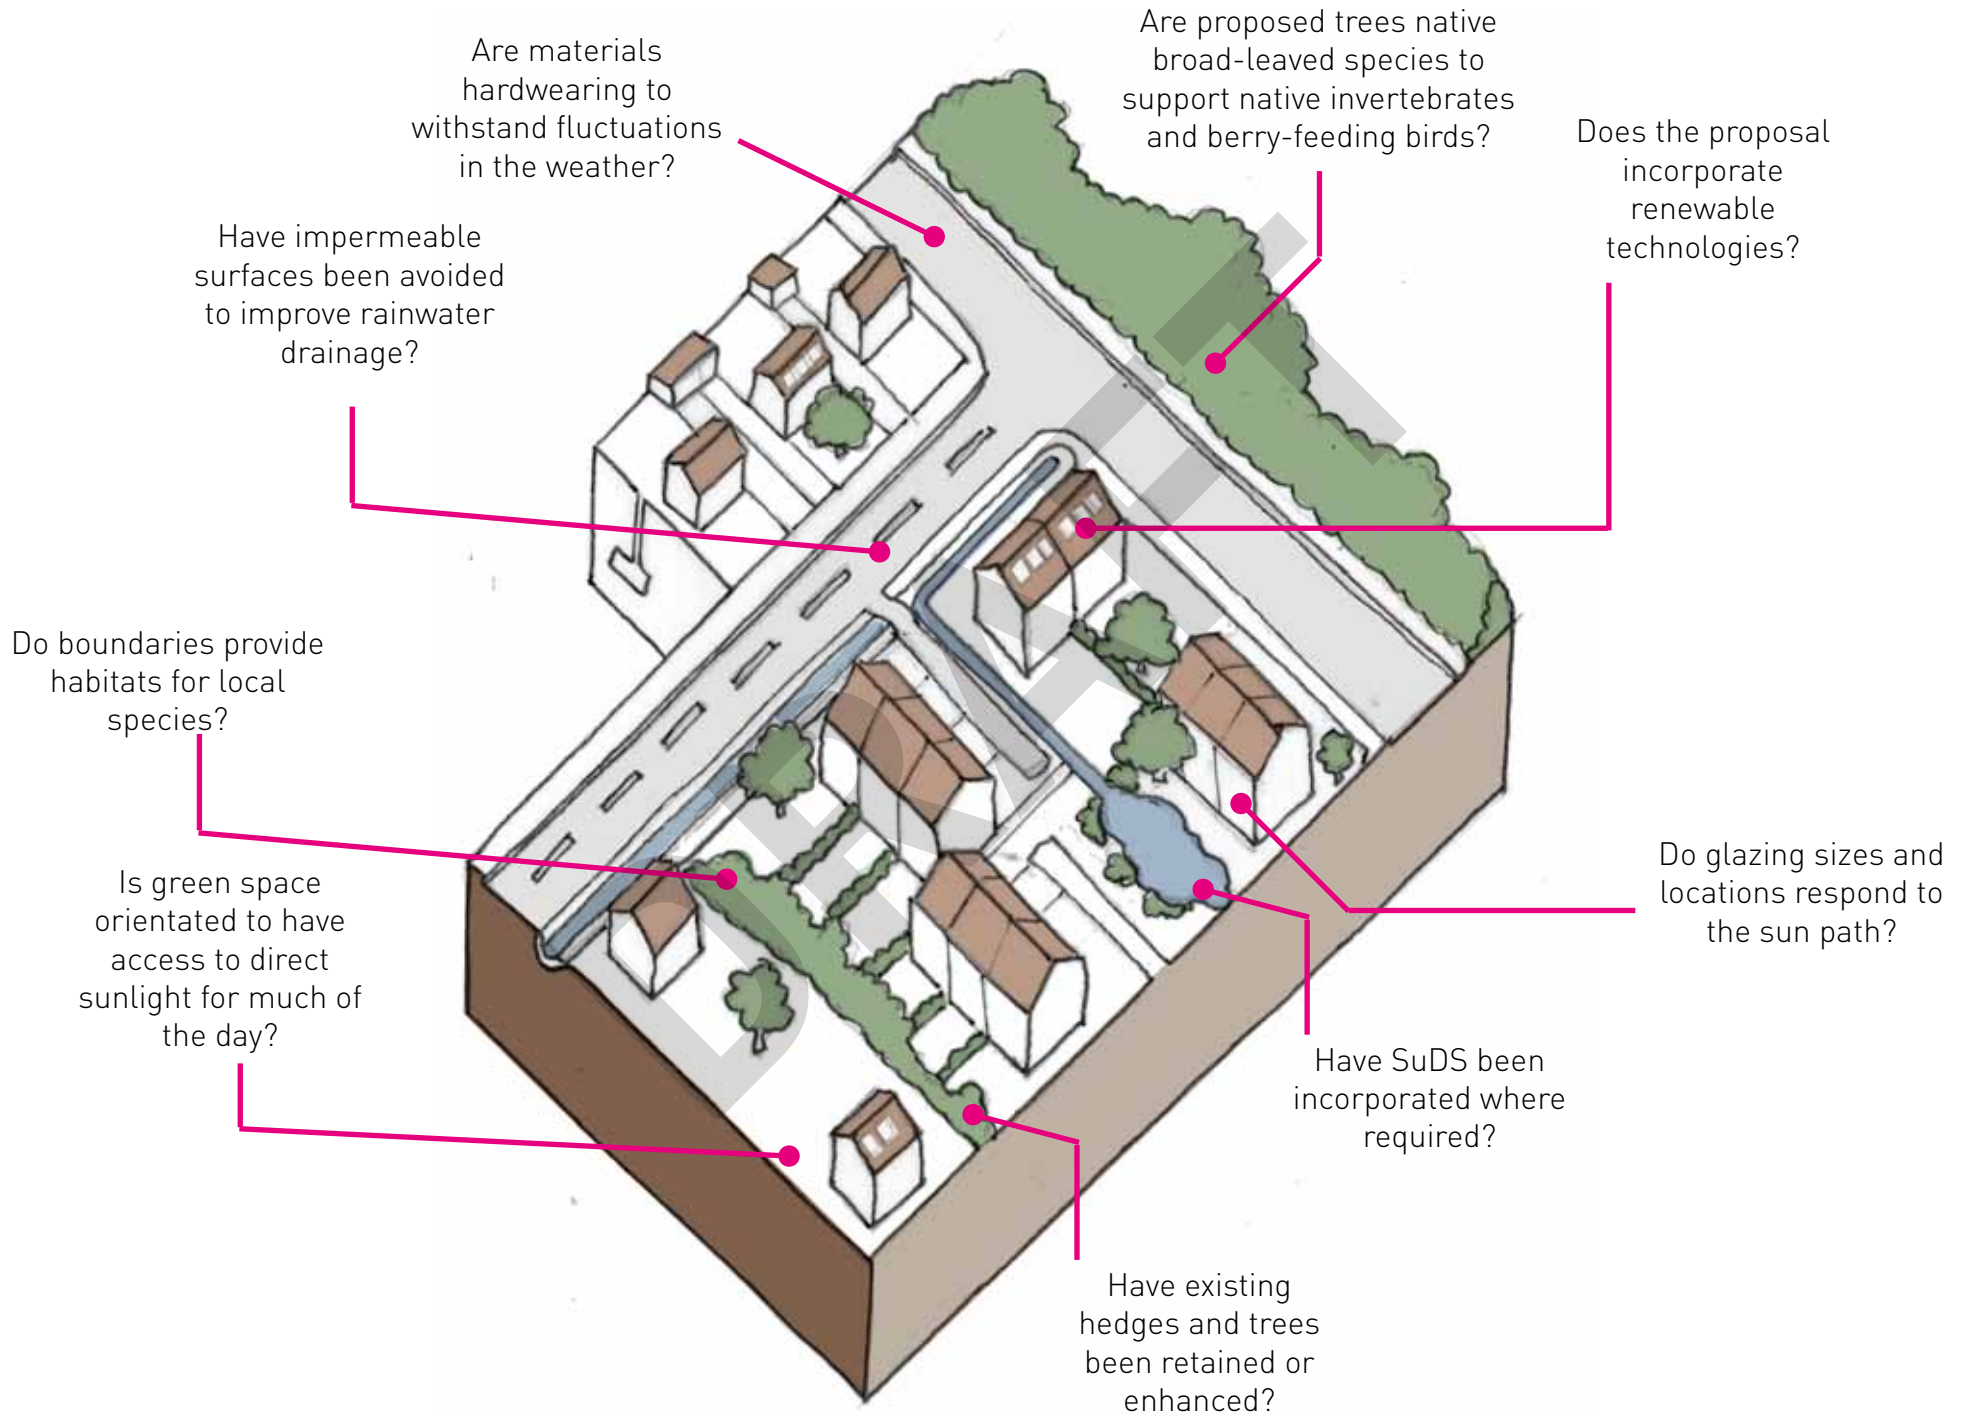 Are materials
hardwearing to
withstand fluctuations
in the weather?
Are proposed trees native
broad-leaved species to
support native invertebrates
and berry-feeding birds?
Does the proposal
incorporate
renewable
technologies?
Have impermeable
surfaces been avoided
to improve rainwater
drainage?
Do boundaries provide
habitats for local
species?
Is green space
orientated to have
access to direct
sunlight for much of
the day?
Do glazing sizes and
locations respond to
the sun path?
Have SuDS been
incorporated where
required?
Have existing
hedges and trees
been retained or
enhanced?
DRAFT